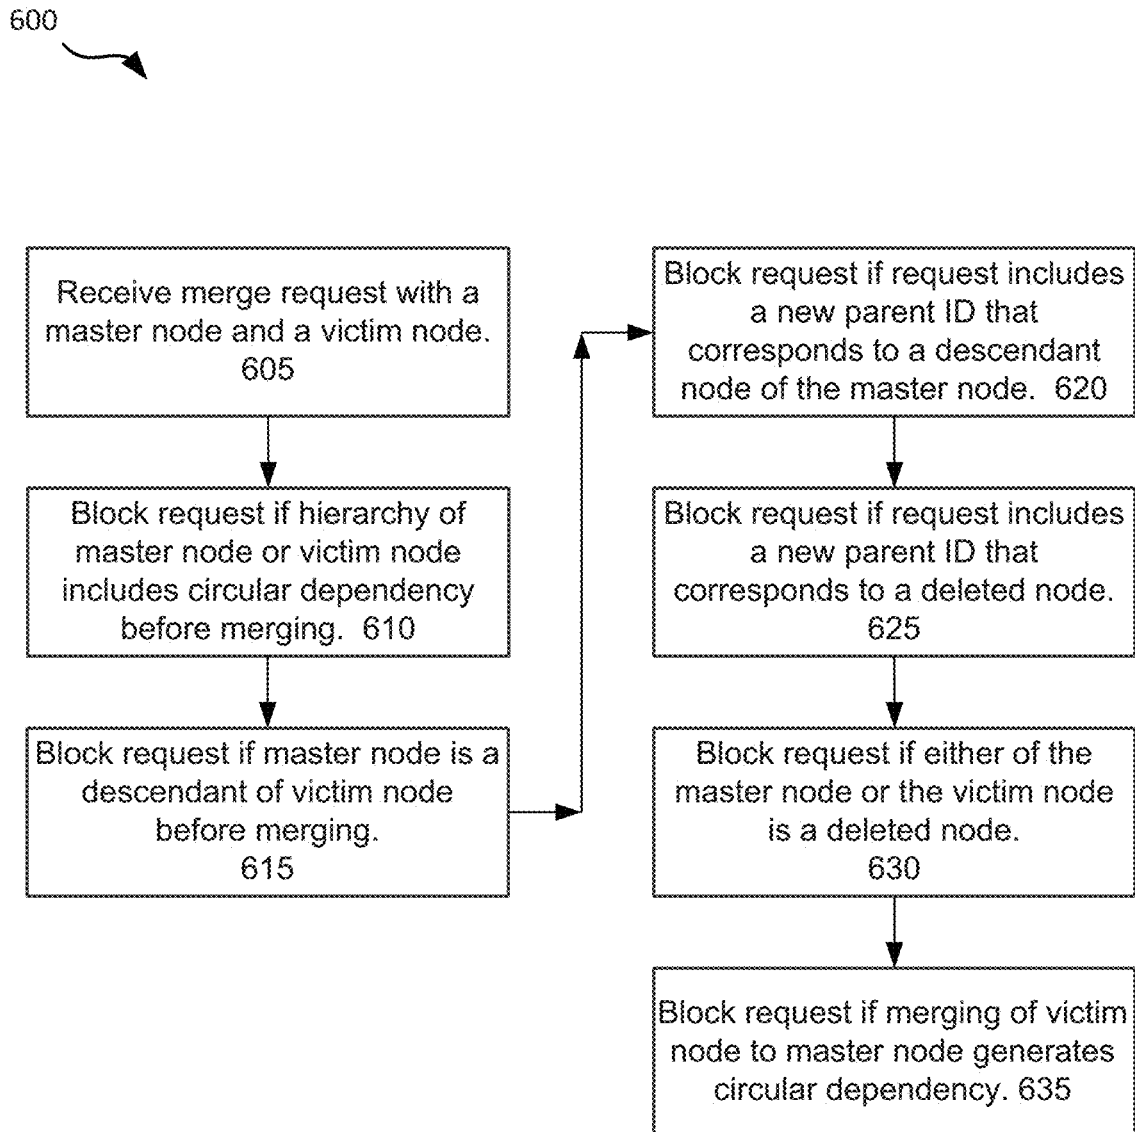 600
Receive merge request with a
master node and a victim node.
605
Block request if hierarchy of
master node or victim node
includes circular dependency
before merging. 610
Block request if master node is a
descendant of victim node
before merging.
615
Block request if request includes
a new parent ID that
corresponds to a descendant
node of the master node. 620
Block request if request includes
a new parent ID that
corresponds to a deleted node.
625
Block request if either of the
master node or the victim node
is a deleted node.
630
Block request if merging of victim
node to master node generates
circular dependency. 635